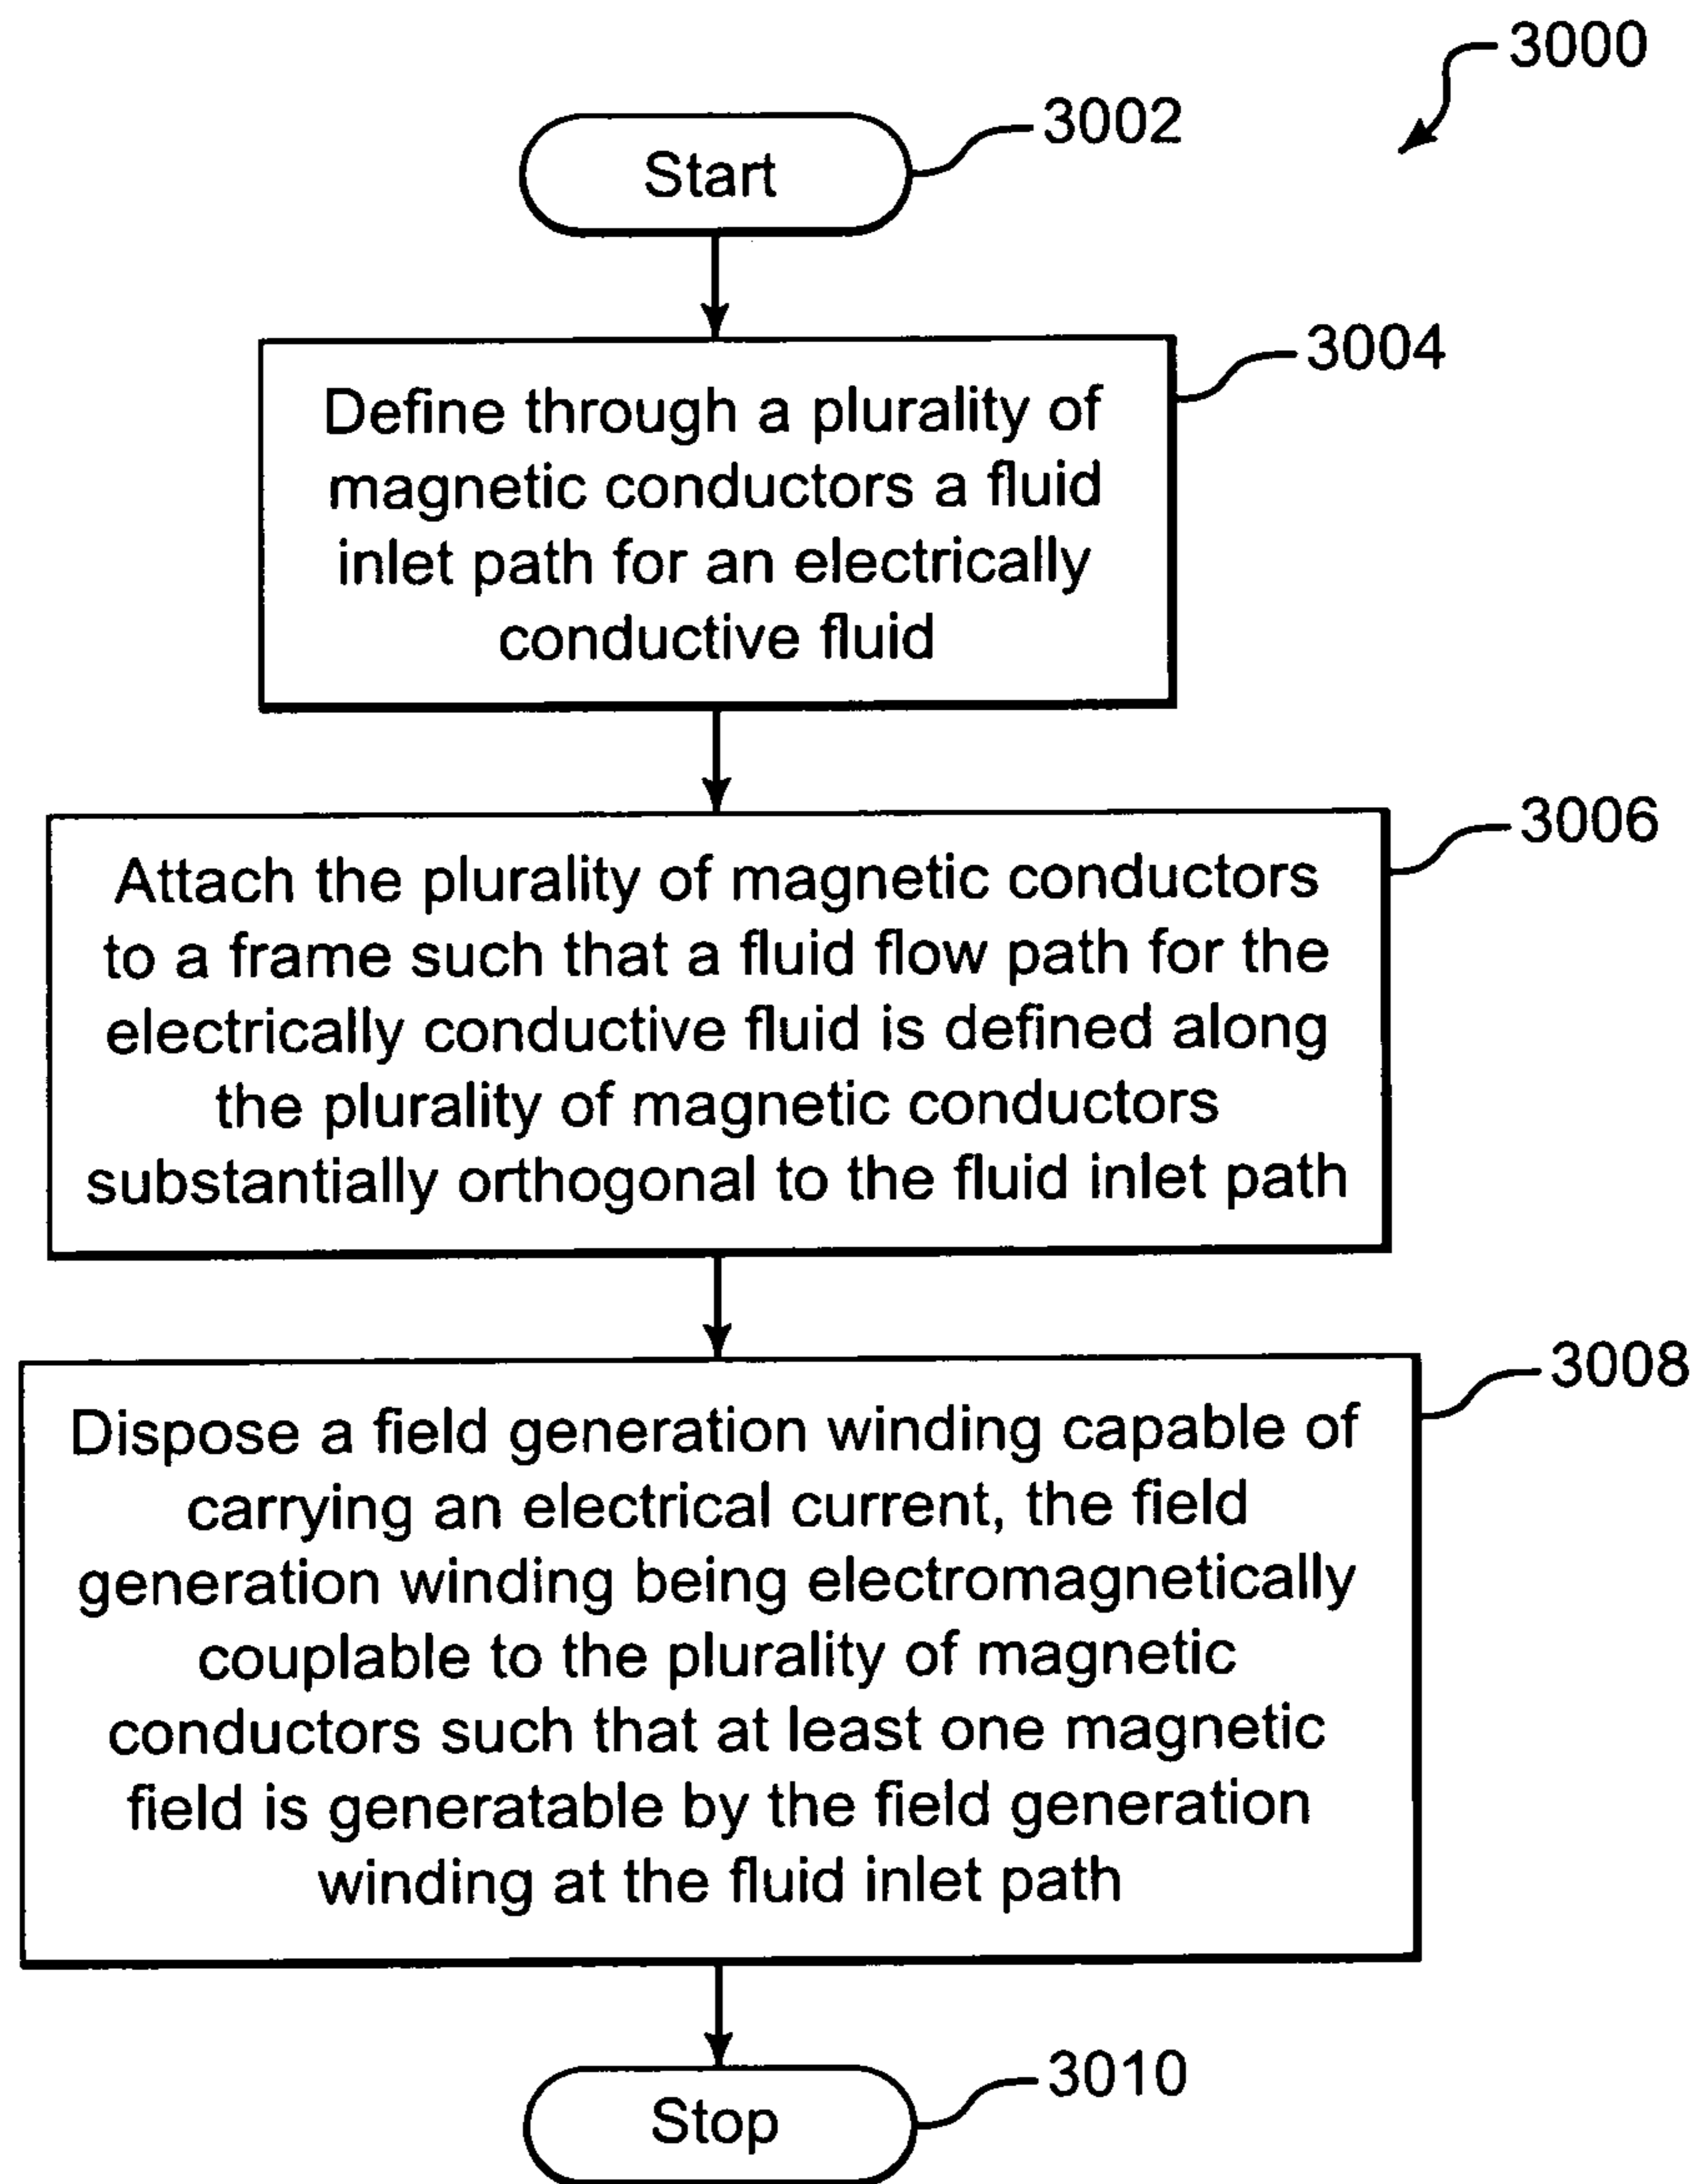 3000
3002
Start
3004
Define through a plurality of
magnetic conductors a fluid
inlet path for an electrically
conductive fluid
3006
Attach the plurality of magnetic conductors
to a frame such that a fluid flow path for the
electrically conductive fluid is defined along
the plurality of magnetic conductors
substantially orthogonal to the fluid inlet path
3008
Dispose a field generation winding capable of
carrying an electrical current, the field
generation winding being electromagnetically
couplable to the plurality of magnetic
conductors such that at least one magnetic
field is generatable by the field generation
winding at the fluid inlet path
3010
Stop